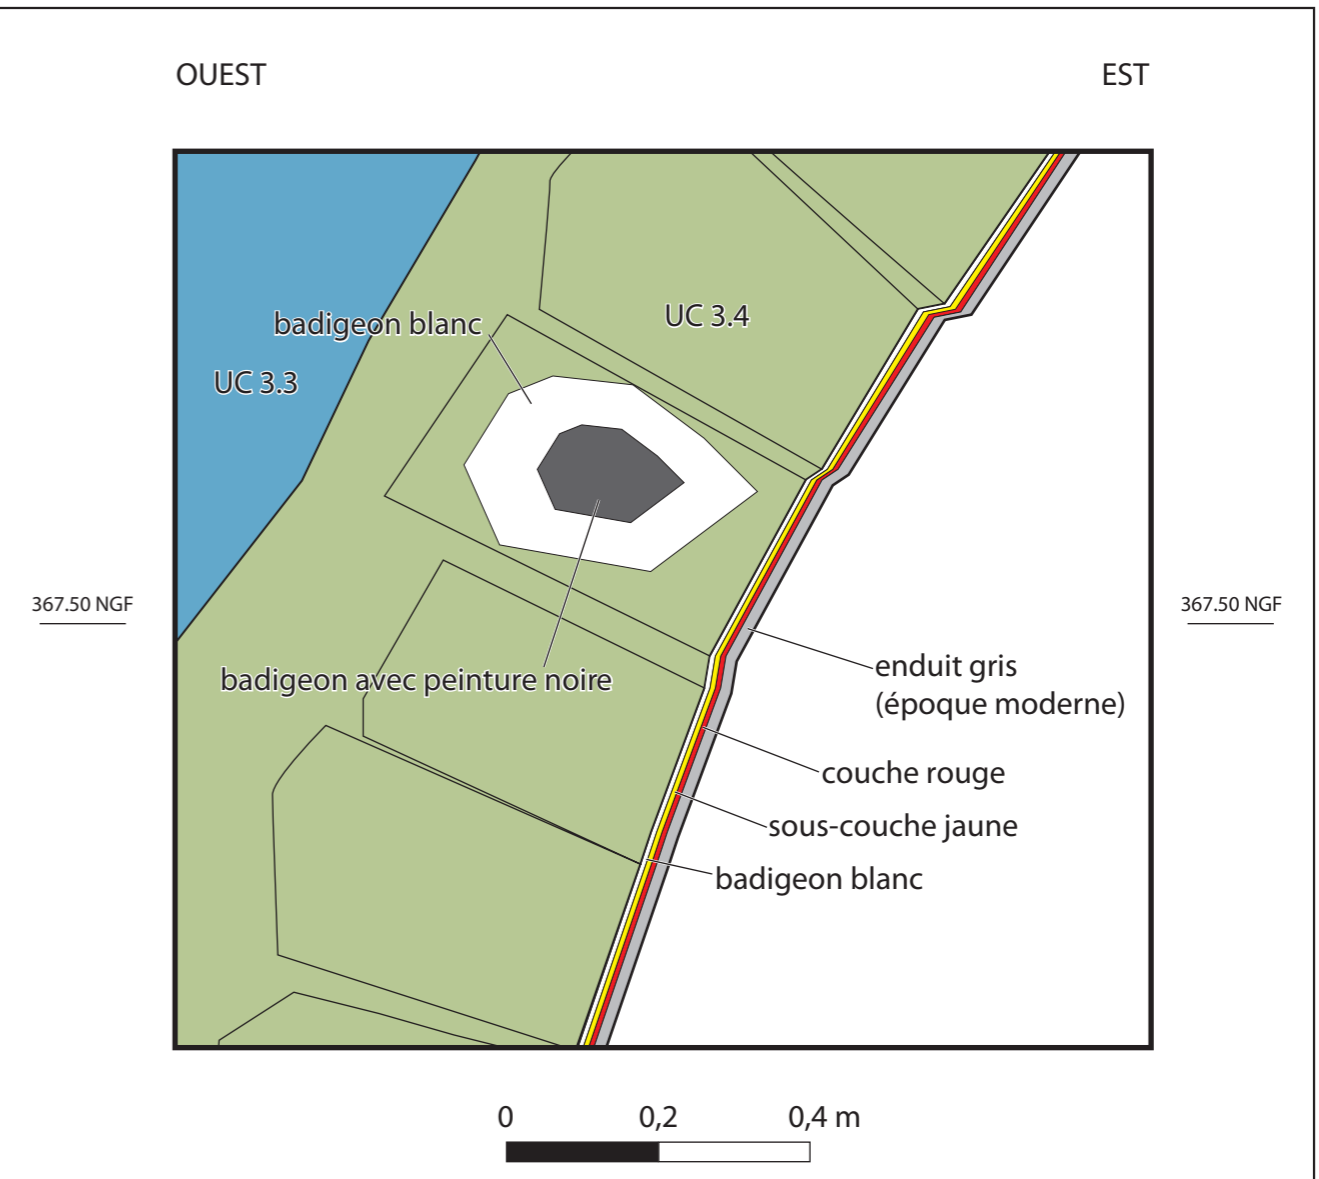 OUEST
EST
UC 3.4
badigeon blanc
UC 3.3
367.50 NGF
367.50 NGF
badigeon avec peinture noire
enduit gris
(époque moderne)
couche rouge
sous-couche jaune
badigeon blanc
0
0,2
0,4 m